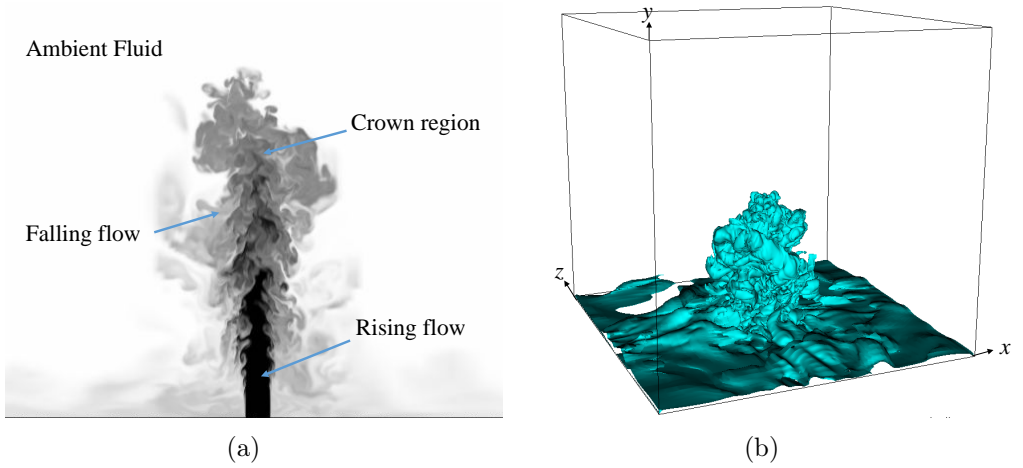 Ambient Fluid
Crown region
Falling flow
Rising flow
(a)
y
z
x
(b)